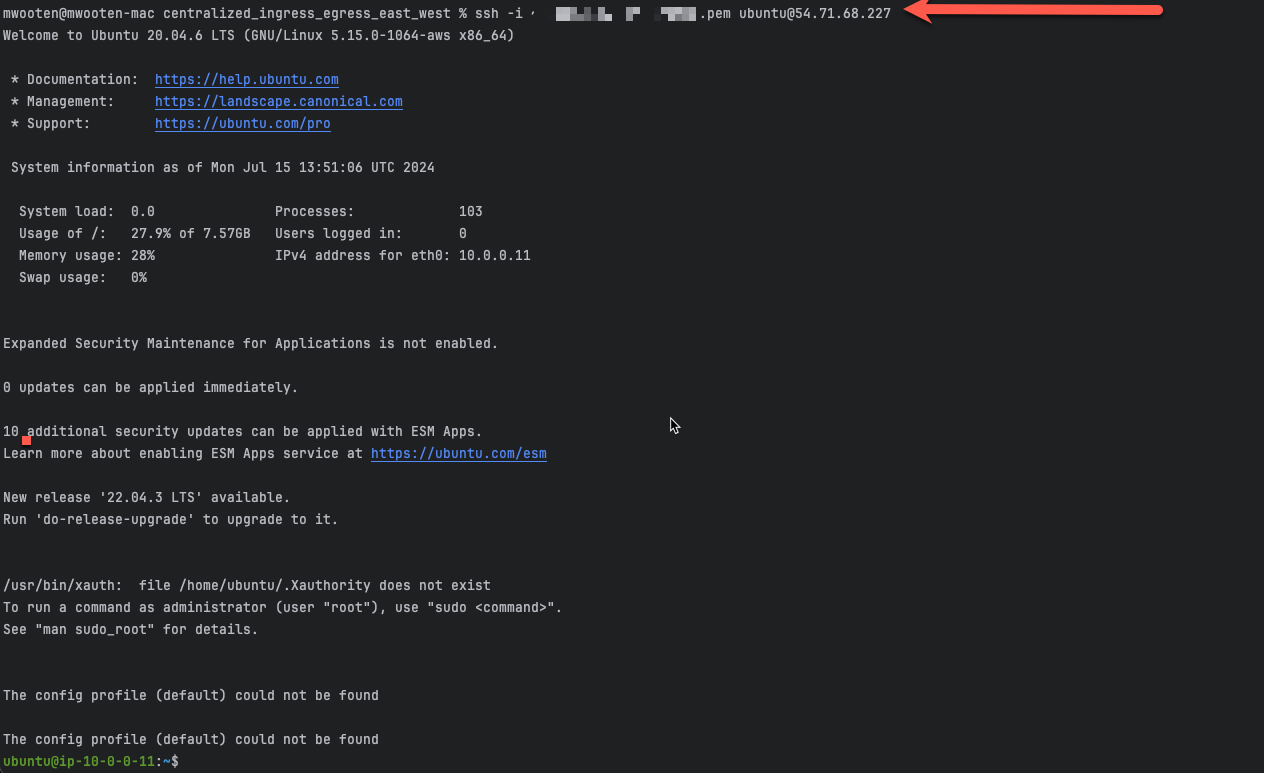 mwooten@mwooten-mac centralized_ingress_egress_east_west % ssh -i .pem ubuntu@54.71.68.227
Welcome to Ubuntu 20.04.6 LTS (GNU/Linux 5.15.0-1064-aws x86_64)
* Documentation: https://help.ubuntu.com
* Management: https://landscape.canonical.com
* Support: https://ubuntu.com/pro
System information as of Mon Jul 15 13:51:06 UTC 2024
System load: 0.0 Processes: 103
Usage of /: 27.9% of 7.57GB Users logged in: 0
Memory usage: 28% IPv4 address for eth0: 10.0.0.11
Swap usage: 0%
Expanded Security Maintenance for Applications is not enabled.
0 updates can be applied immediately.
10 additional security updates can be applied with ESM Apps.
Learn more about enabling ESM Apps service at https://ubuntu.com/esm
New release '22.04.3 LTS' available.
Run 'do-release-upgrade' to upgrade to it.
/usr/bin/xauth: file /home/ubuntu/.Xauthority does not exist
To run a command as administrator (user "root"), use "sudo <command>".
See "man sudo_root" for details.
The config profile (default) could not be found
The config profile (default) could not be found
ubuntu@ip-10-0-0-11:~$